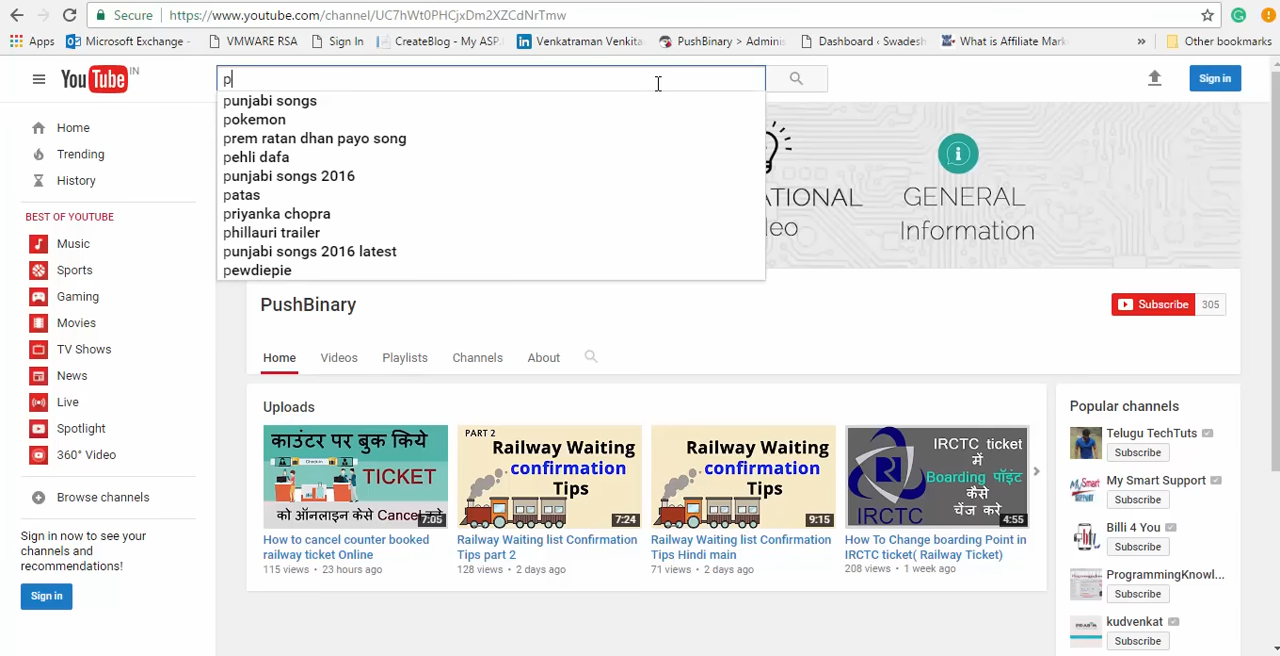 Secure https://www.youtube.com/channel/UC7hWt0PHCjxDm2XZCdNrTmw
Apps Microsoft Exchange - VMWARE RSA Sign In CreateBlog - My ASP. Venkatraman Venkita PushBinary > Adminis Dashboard ‹ Swadesh What is Affiliate Mark » Other bookmarks
YouTube IN
p
Sign in
punjabi songs
pokemon
prem ratan dhan payo song
pehli dafa
punjabi songs 2016
patas
priyanka chopra
phillauri trailer
punjabi songs 2016 latest
pewdiepie
Home
Trending
History
BEST OF YOUTUBE
Music
Sports
Gaming
Movies
TV Shows
News
Live
Spotlight
360° Video
Browse channels
Sign in now to see your
channels and
recommendations!
Sign in
ATIONAL
leo
GENERAL
Information
PushBinary
Subscribe 305
Home Videos Playlists Channels About
Uploads
काउंटर पर बुक किये
TICKET
को ऑनलाइन कैसे Cancel
7:05
How to cancel counter booked
railway ticket Online
115 views • 23 hours ago
PART 2
Railway Waiting
confirmation
Tips
7:24
Railway Waiting list Confirmation
Tips part 2
128 views • 2 days ago
Railway Waiting
confirmation
Tips
9:15
Railway Waiting list Confirmation
Tips Hindi main
71 views • 2 days ago
IRCTC ticket
में
Boarding पॉइंट
कैसे
चेंज करे
IRCTC
4:55
How To Change boarding Point in
IRCTC ticket( Railway Ticket)
208 views • 1 week ago
Popular channels
Telugu TechTuts
Subscribe
My Smart Support
Subscribe
Billi 4 You
Subscribe
ProgrammingKnowl...
Subscribe
kudvenkat
Subscribe